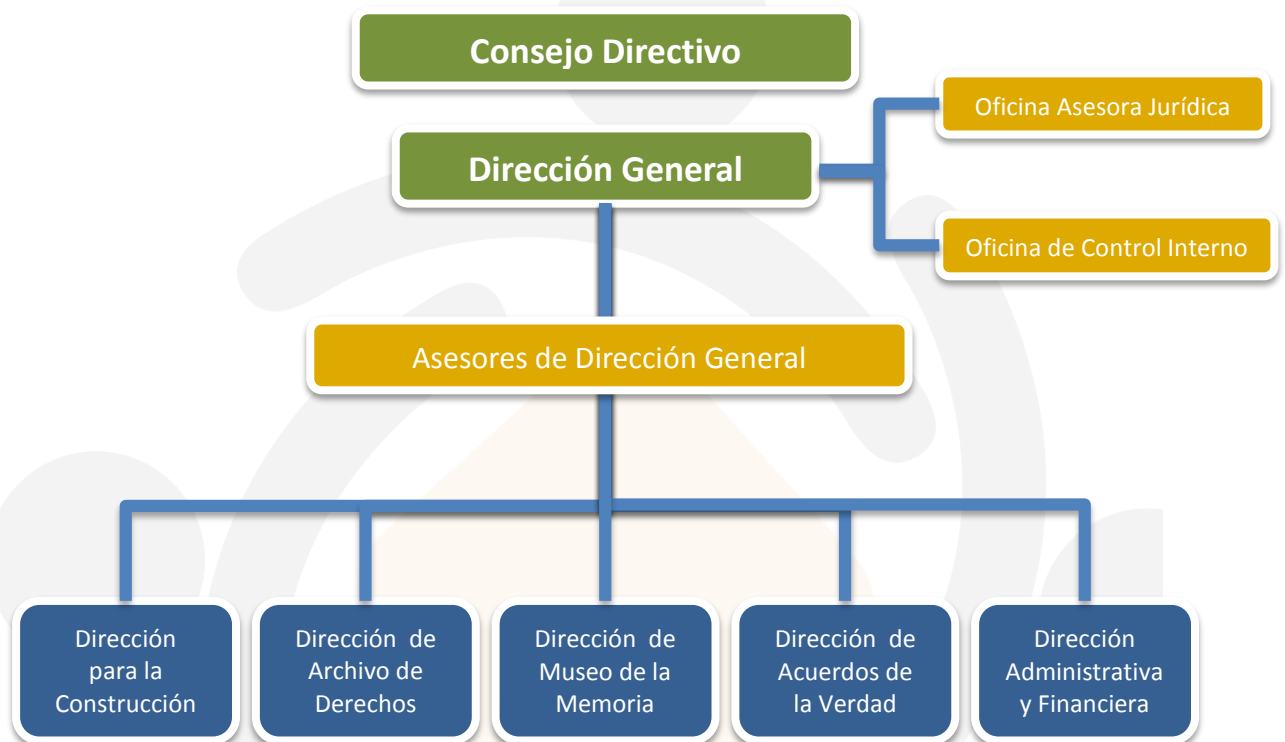 Consejo Directivo
Oficina Asesora Jurídica
Dirección General
Oficina de Control Interno
Asesores de Dirección General
Dirección
para la
Construcción
Dirección de
Archivo de
Derechos
Dirección de
Museo de la
Memoria
Dirección de
Acuerdos de
la Verdad
Dirección
Administrativa
y Financiera